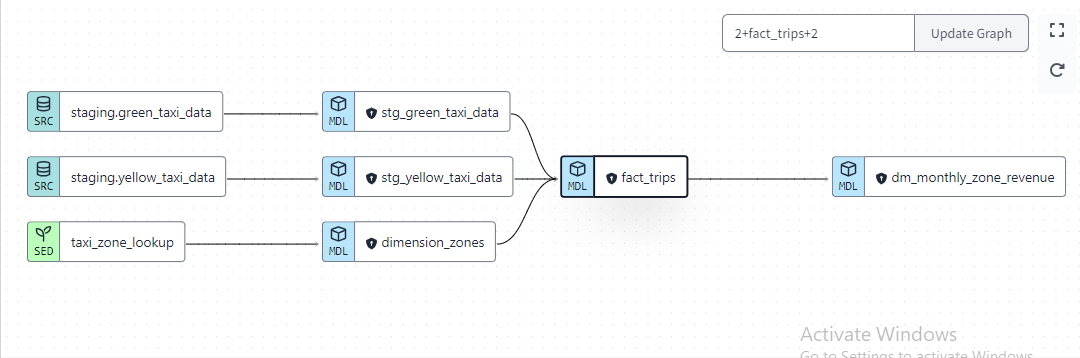 2+fact_trips+2
Update Graph
SRC
staging.green_taxi_data
MDL
stg_green_taxi_data
SRC
staging.yellow_taxi_data
MDL
stg_yellow_taxi_data
MDL
fact_trips
MDL
dm_monthly_zone_revenue
SED
taxi_zone_lookup
MDL
dimension_zones
Activate Windows
Go to Settings to activate Windows